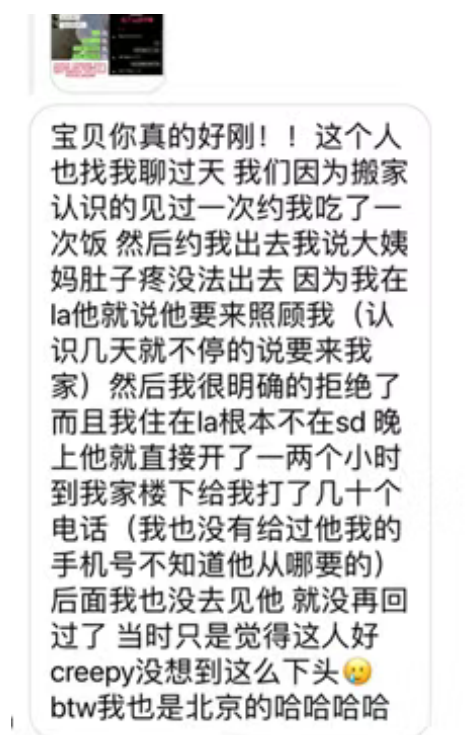 宝贝你真的好刚！！这个人
也找我聊过天 我们因为搬家
认识的见过一次约我吃了一
次饭 然后约我出去我说大姨
妈肚子疼没法出去 因为我在
la他就说他要来照顾我（认
识几天就不停的说要来我
家）然后我很明确的拒绝了
而且我住在la根本不在sd 晚
上他就直接开了一两个小时
到我家楼下给我打了几十个
电话（我也没有给过他我的
手机号不知道他从哪要的）
后面我也没去见他 就没再回
过了 当时只是觉得这人好
creepy没想到这么下头🥲
btw我也是北京的哈哈哈哈